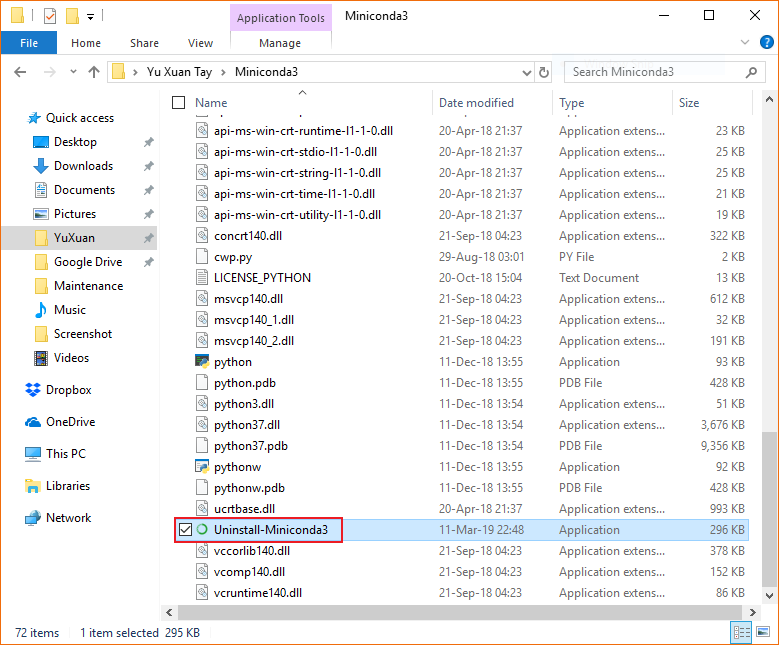 Application Tools Miniconda3
File Home Share View Manage
Yu Xuan Tay Miniconda3 Search Miniconda3
Name Date modified Type Size
Quick access
Desktop
Downloads
Documents
Pictures
YuXuan
Google Drive
Maintenance
Music
Screenshot
Videos
Dropbox
OneDrive
This PC
Libraries
Network
api-ms-win-crt-runtime-l1-1-0.dll 20-Apr-18 21:37 Application extens... 23 KB
api-ms-win-crt-stdio-l1-1-0.dll 20-Apr-18 21:37 Application extens... 25 KB
api-ms-win-crt-string-l1-1-0.dll 20-Apr-18 21:37 Application extens... 25 KB
api-ms-win-crt-time-l1-1-0.dll 20-Apr-18 21:37 Application extens... 21 KB
api-ms-win-crt-utility-l1-1-0.dll 20-Apr-18 21:37 Application extens... 19 KB
concrt140.dll 21-Sep-18 04:23 Application extens... 322 KB
cwp.py 29-Aug-18 03:01 PY File 2 KB
LICENSE_PYTHON 20-Oct-18 15:04 Text Document 13 KB
msvcp140.dll 21-Sep-18 04:23 Application extens... 612 KB
msvcp140_1.dll 21-Sep-18 04:23 Application extens... 32 KB
msvcp140_2.dll 21-Sep-18 04:23 Application extens... 191 KB
python 11-Dec-18 13:55 Application 93 KB
python.pdb 11-Dec-18 13:55 PDB File 428 KB
python3.dll 11-Dec-18 13:54 Application extens... 51 KB
python37.dll 11-Dec-18 13:54 Application extens... 3,676 KB
python37.pdb 11-Dec-18 13:54 PDB File 9,356 KB
pythonw 11-Dec-18 13:55 Application 92 KB
pythonw.pdb 11-Dec-18 13:55 PDB File 428 KB
ucrtbase.dll 20-Apr-18 21:37 Application extens... 993 KB
Uninstall-Miniconda3 11-Mar-19 22:48 Application 296 KB
vccorlib140.dll 21-Sep-18 04:23 Application extens... 378 KB
vcomp140.dll 21-Sep-18 04:23 Application extens... 152 KB
vcruntime140.dll 21-Sep-18 04:23 Application extens... 86 KB
72 items 1 item selected 295 KB